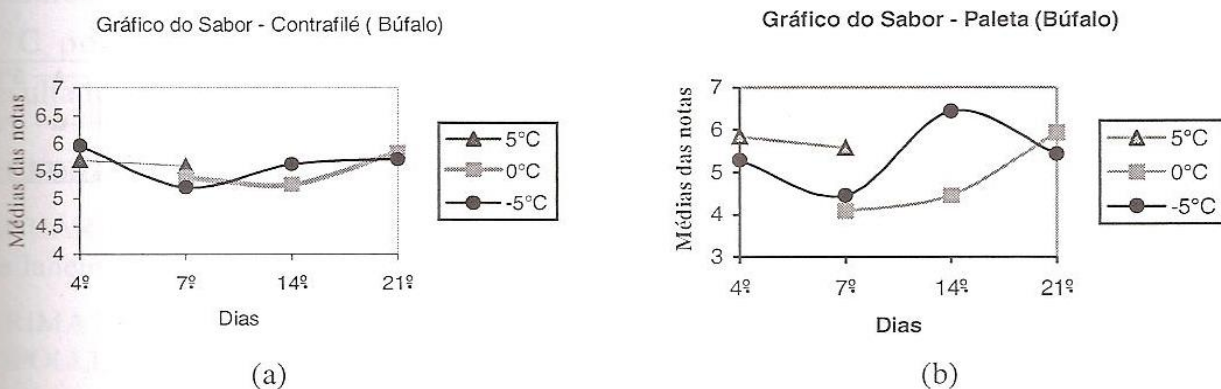 Gráfico do Sabor - Contrafilé ( Búfalo)
Médias das notas
7
6,5
6
5,5
5
4,5
4
4º
7º
14º
21º
Dias
5°C
0°C
-5°C
(a)
Gráfico do Sabor - Paleta (Búfalo)
Médias das notas
7
6
5
4
3
4º
7º
14º
21º
Dias
5°C
0°C
-5°C
(b)